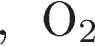 , O₂